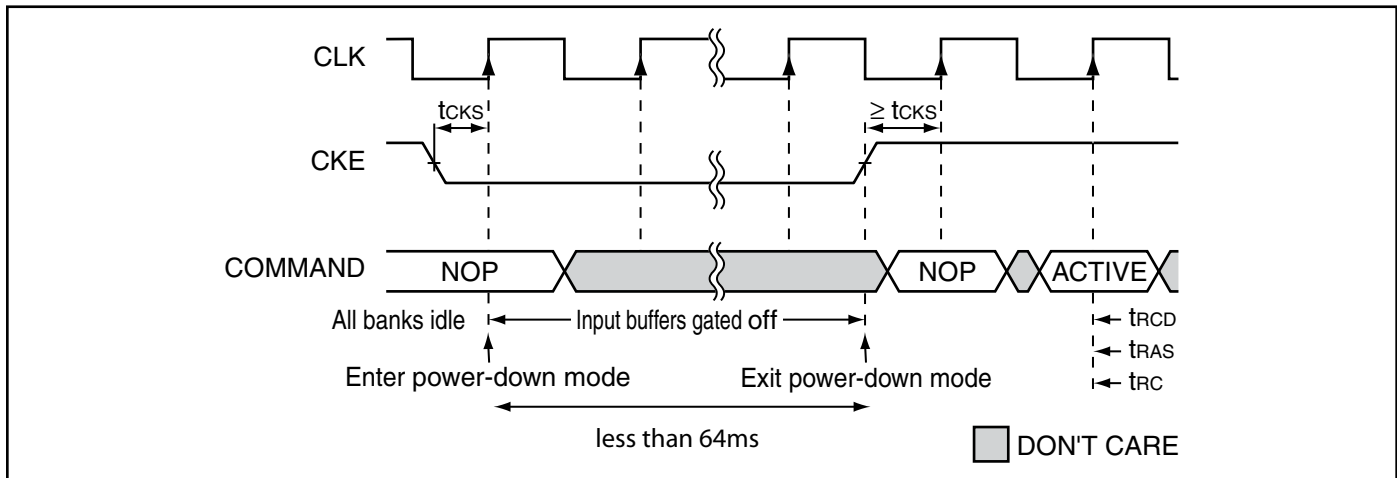 CLK
tCKS
≥ tCKS
CKE
COMMAND
NOP
NOP
ACTIVE
All banks idle
Input buffers gated off
tRCD
tRAS
tRC
Enter power-down mode
Exit power-down mode
less than 64ms
DON'T CARE